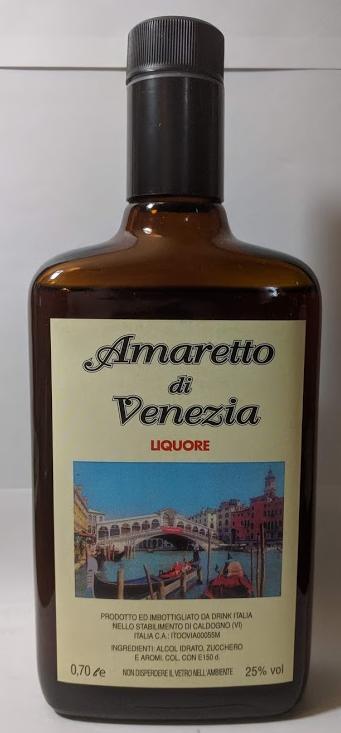 Amaretto
di
Venezia
LIQUORE
PRODOTTO ED IMBOTTIGLIATO DA DRINK ITALIA
NELLO STABILIMENTO DI CALDOGNO (VI)
ITALIA C.A.: ITOOVIA00055M
INGREDIENTI: ALCOL IDRATO, ZUCCHERO
E AROMI. COL. CON E150 d.
0,70 ℓ e NON DISPERDERE IL VETRO NELL'AMBIENTE 25% vol